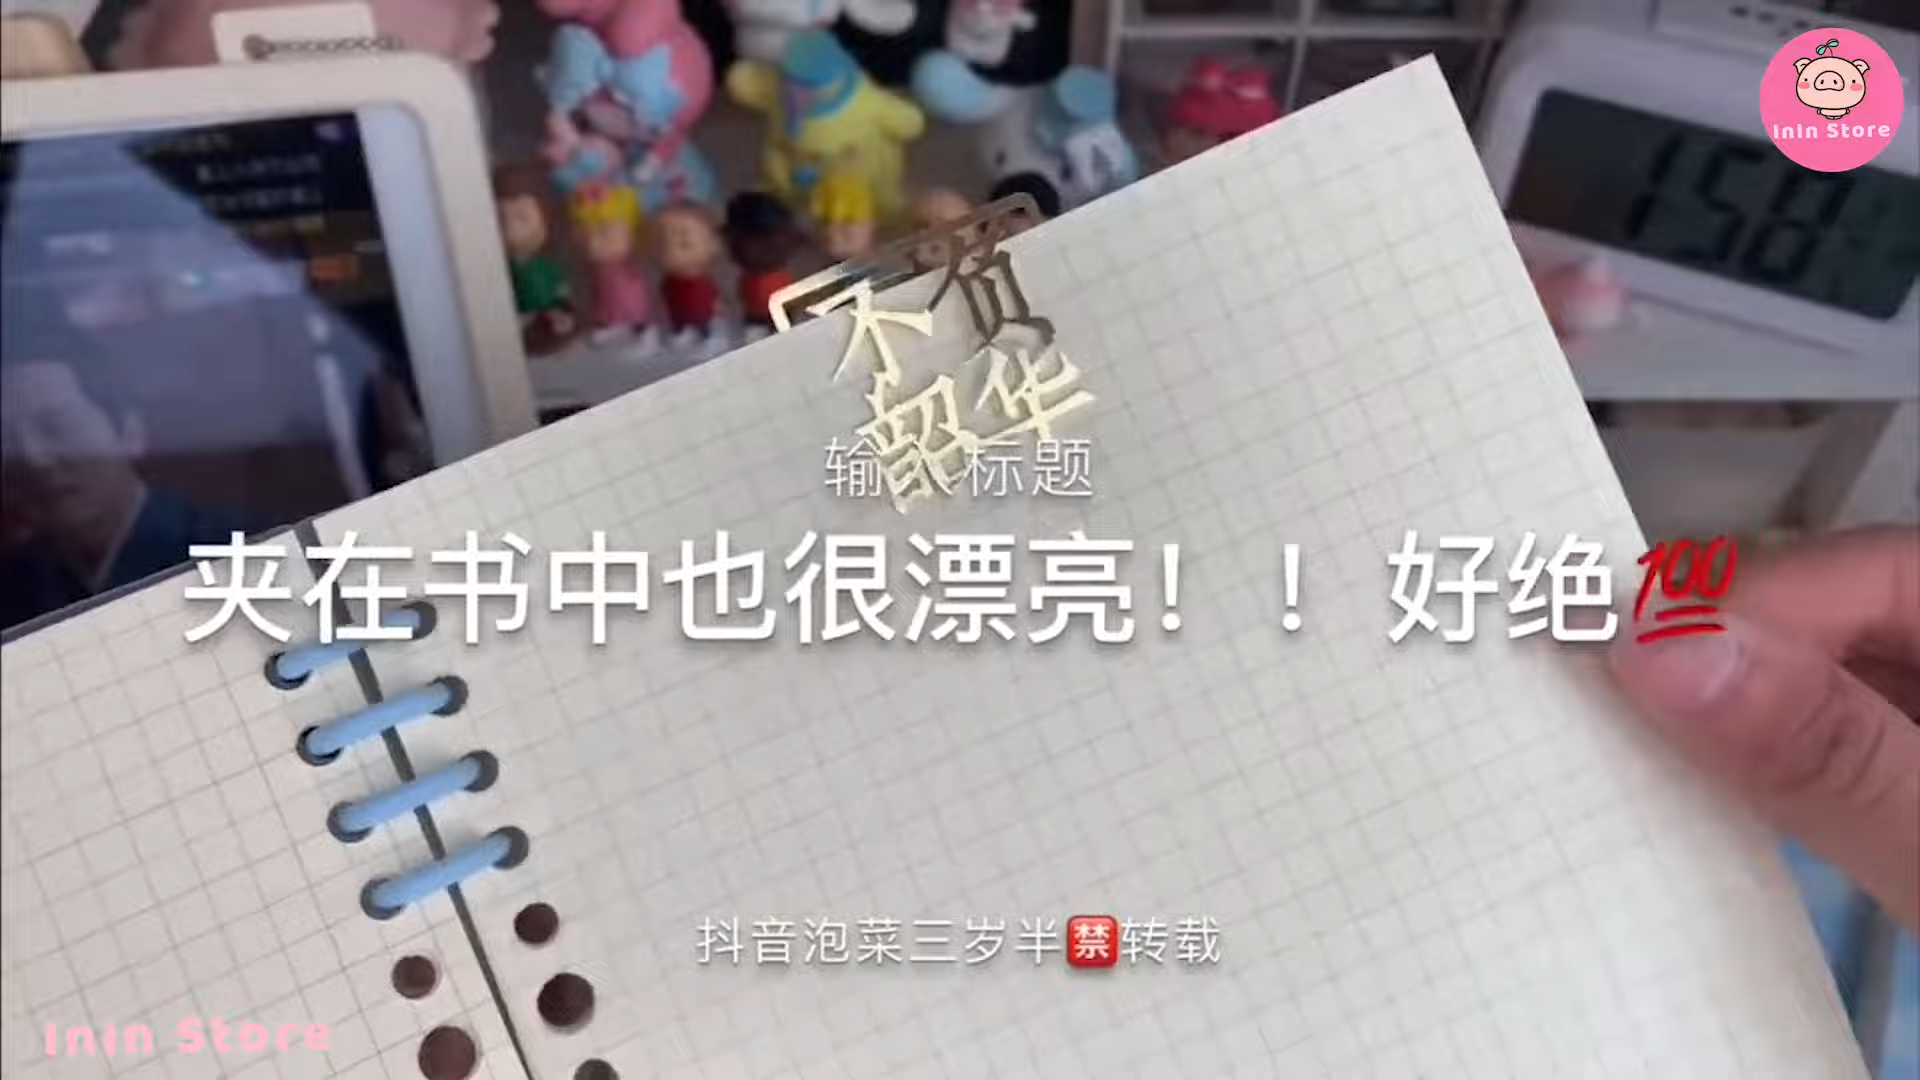 InIn Store
158
不负
韶华
输入标题
夹在书中也很漂亮！！好绝💯
抖音泡菜三岁半🈲转载
InIn Store